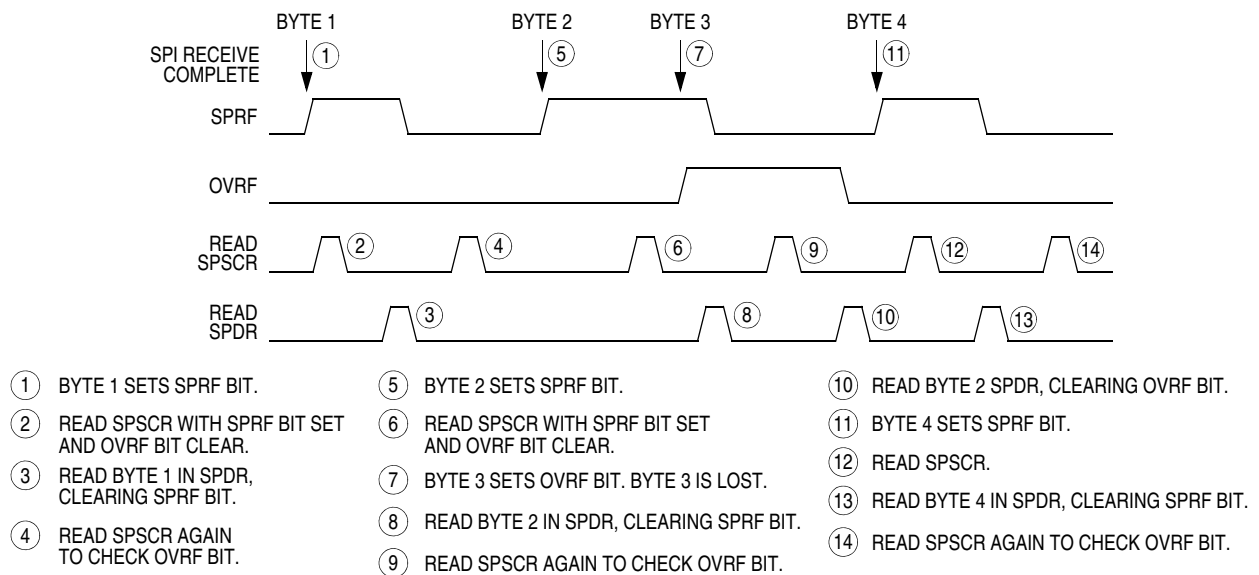 BYTE 1 BYTE 2 BYTE 3 BYTE 4
SPI RECEIVE
COMPLETE
1 5 7 11
SPRF
OVRF
READ
SPSCR
2 4 6 9 12 14
READ
SPDR
3 8 10 13
1 BYTE 1 SETS SPRF BIT.
2 READ SPSCR WITH SPRF BIT SET
AND OVRF BIT CLEAR.
3 READ BYTE 1 IN SPDR,
CLEARING SPRF BIT.
4 READ SPSCR AGAIN
TO CHECK OVRF BIT.
5 BYTE 2 SETS SPRF BIT.
6 READ SPSCR WITH SPRF BIT SET
AND OVRF BIT CLEAR.
7 BYTE 3 SETS OVRF BIT. BYTE 3 IS LOST.
8 READ BYTE 2 IN SPDR, CLEARING SPRF BIT.
9 READ SPSCR AGAIN TO CHECK OVRF BIT.
10 READ BYTE 2 SPDR, CLEARING OVRF BIT.
11 BYTE 4 SETS SPRF BIT.
12 READ SPSCR.
13 READ BYTE 4 IN SPDR, CLEARING SPRF BIT.
14 READ SPSCR AGAIN TO CHECK OVRF BIT.